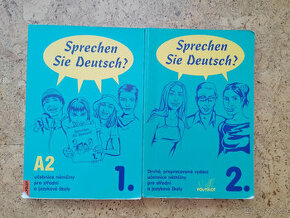 Sprechen
Sie Deutsch?
A2
učebnice němčiny
pro střední
a jazykové školy
1.
Sprechen
Sie Deutsch?
Druhé, přepracované vydání
učebnice němčiny
pro střední
a jazykové školy
POLYGLOT
2.